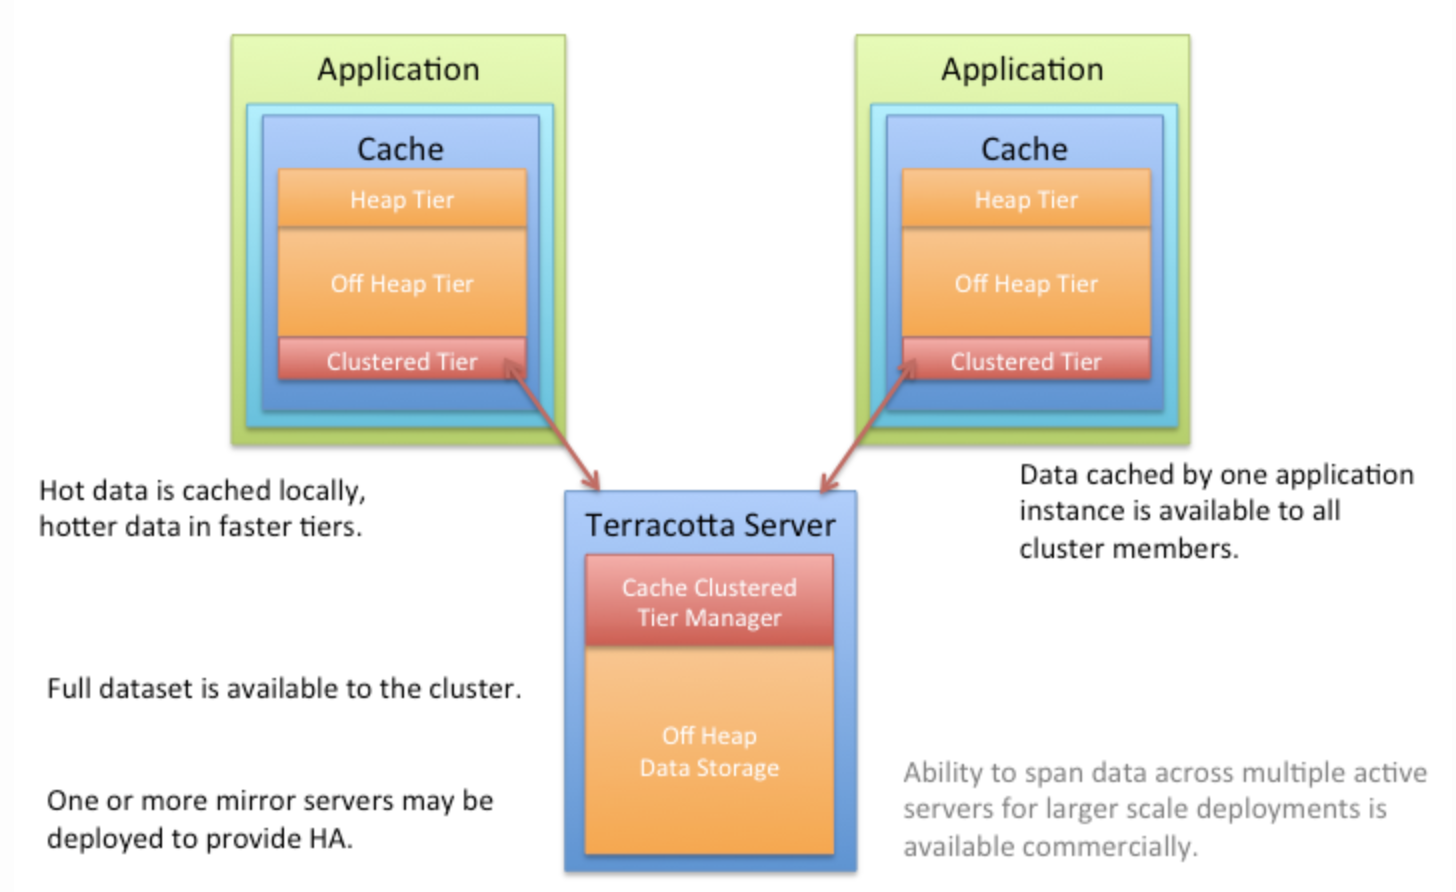 Application
Cache
Heap Tier
Off Heap Tier
Clustered Tier
Application
Cache
Heap Tier
Off Heap Tier
Clustered Tier
Hot data is cached locally,
hotter data in faster tiers.
Data cached by one application
instance is available to all
cluster members.
Terracotta Server
Cache Clustered
Tier Manager
Off Heap
Data Storage
Full dataset is available to the cluster.
One or more mirror servers may be
deployed to provide HA.
Ability to span data across multiple active
servers for larger scale deployments is
available commercially.